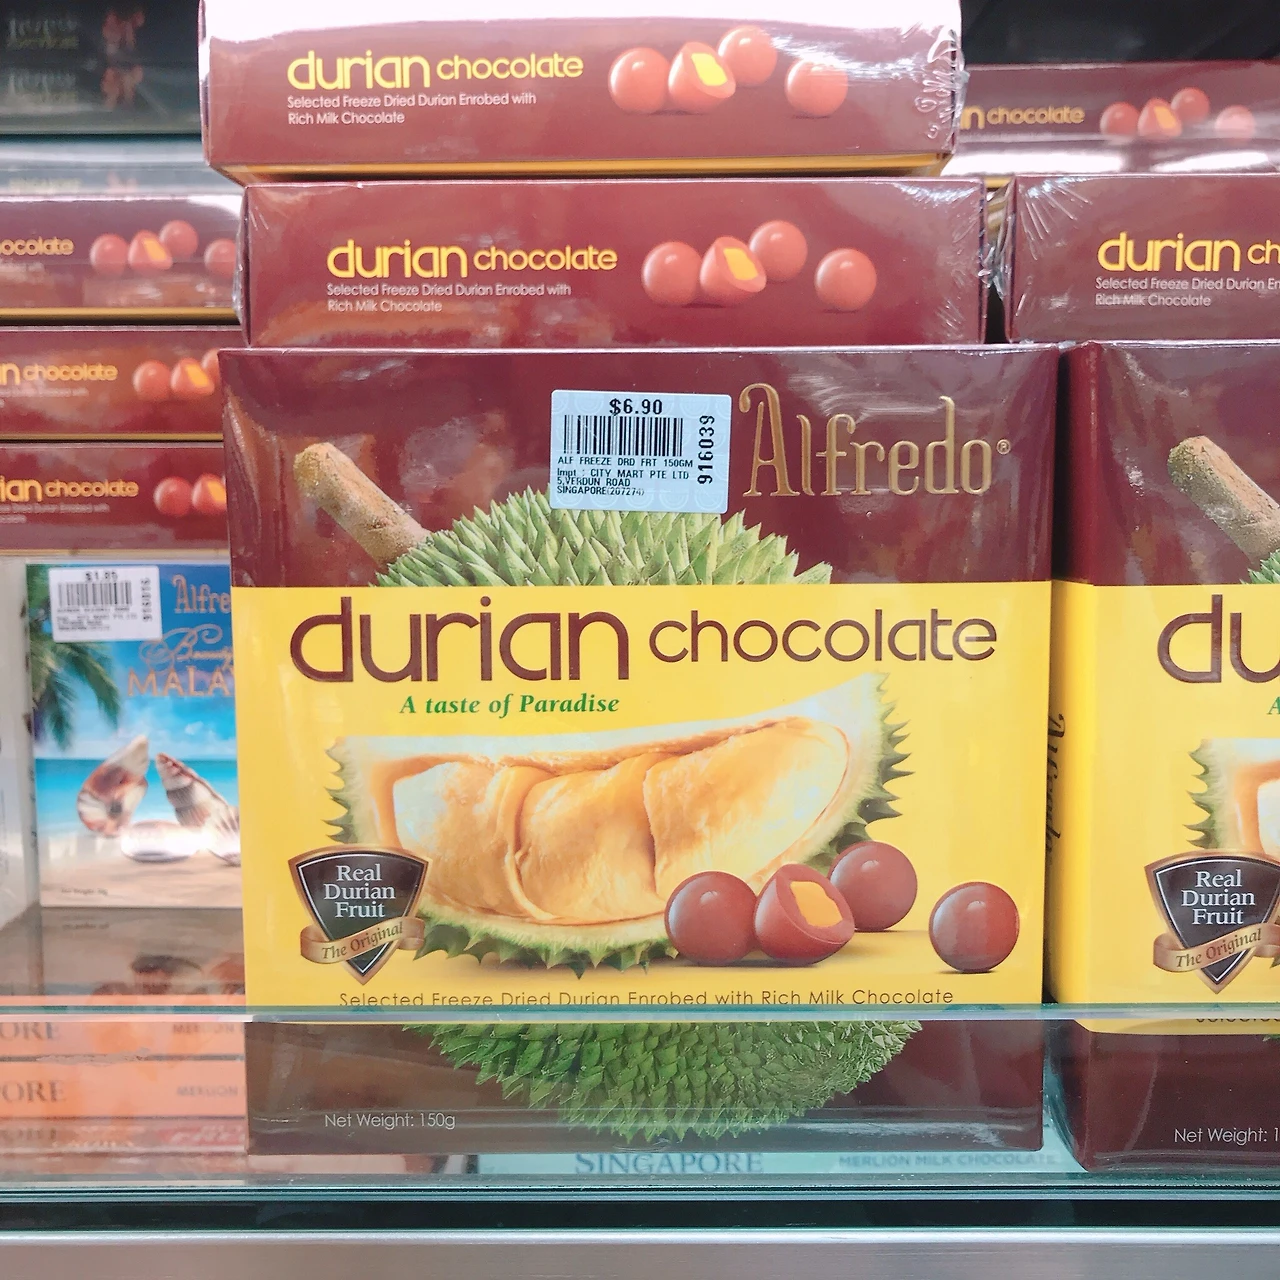 durian chocolate
Selected Freeze Dried Durian Enrobed with
Rich Milk Chocolate
chocolate
durian chocolate
Selected Freeze Dried Durian Enrobed with
Rich Milk Chocolate
durian
Selected Freeze Dried Durian
Rich Milk Chocolate
chocolate
chocolate
$6.90
ALF FREEZE DRD FRT 150GM
Impt : CITY MART PTE LTD
5,VERDUN ROAD
SINGAPORE(207274)
916039
Alfredo®
durian chocolate
A taste of Paradise
Real
Durian
Fruit
The Original
Selected Freeze Dried Durian Enrobed with Rich Milk Chocolate
Net Weight: 150g
$1.85
Alfredo
Real
Durian
Fruit
The Original
Net Weight:
SINGAPORE
MERLION MILK CHOCOLATE